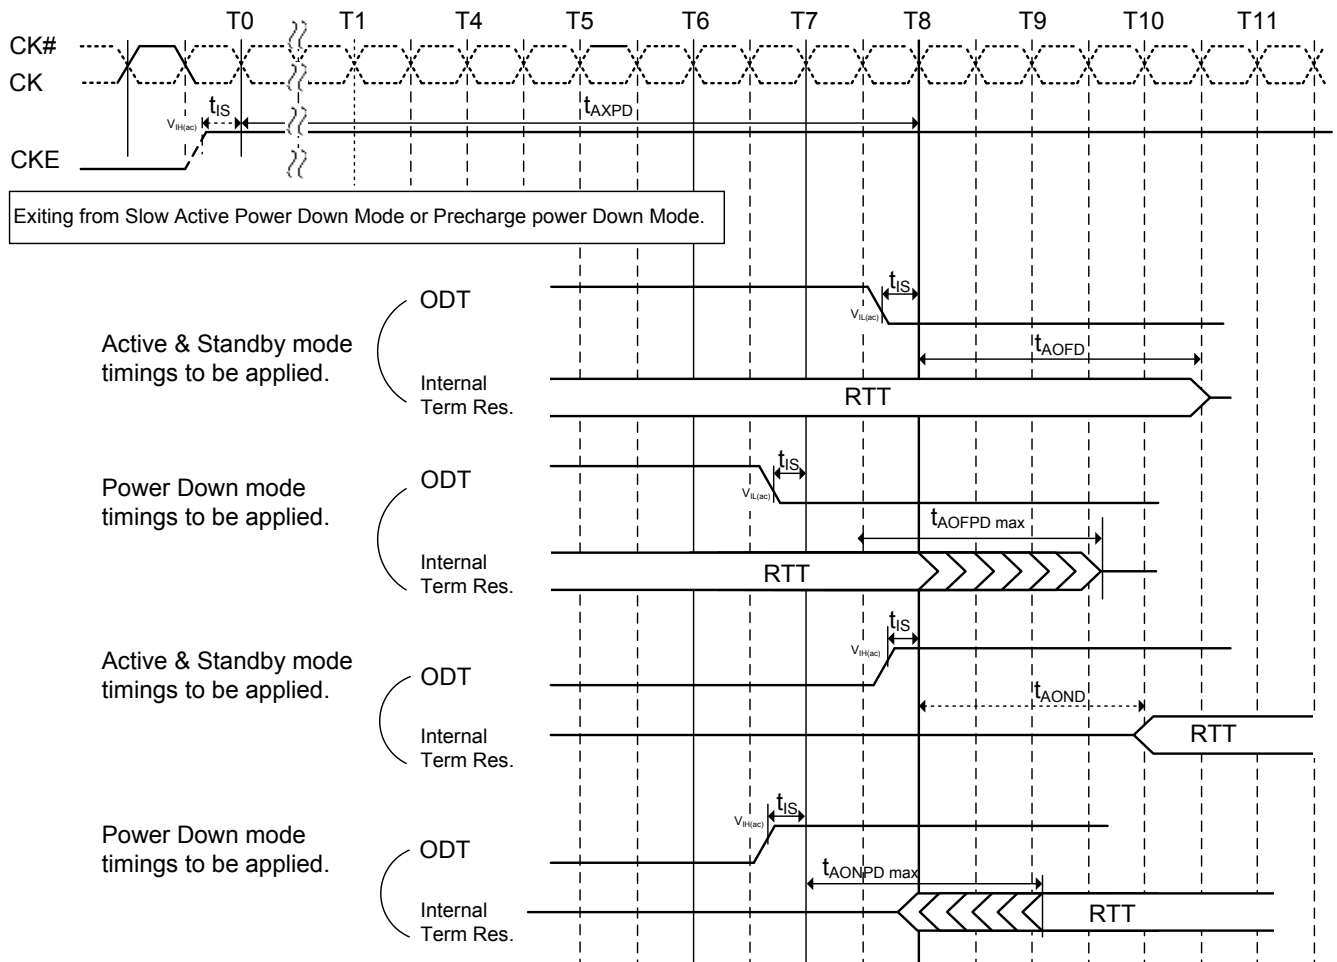 T0 T1 T4 T5 T6 T7 T8 T9 T10 T11
CK#
CK
tIS tAXPD
VIH(ac)
CKE
Exiting from Slow Active Power Down Mode or Precharge power Down Mode.
tIS
ODT
VIL(ac)
Active & Standby mode
timings to be applied.
tAOFD
Internal
Term Res.
RTT
tIS
ODT
VIL(ac)
Power Down mode
timings to be applied.
tAOFPD max
Internal
Term Res.
RTT
tIS
VIH(ac)
Active & Standby mode
timings to be applied.
ODT
tAOND
Internal
Term Res.
RTT
tIS
VIH(ac)
Power Down mode
timings to be applied.
ODT
tAONPD max
Internal
Term Res.
RTT